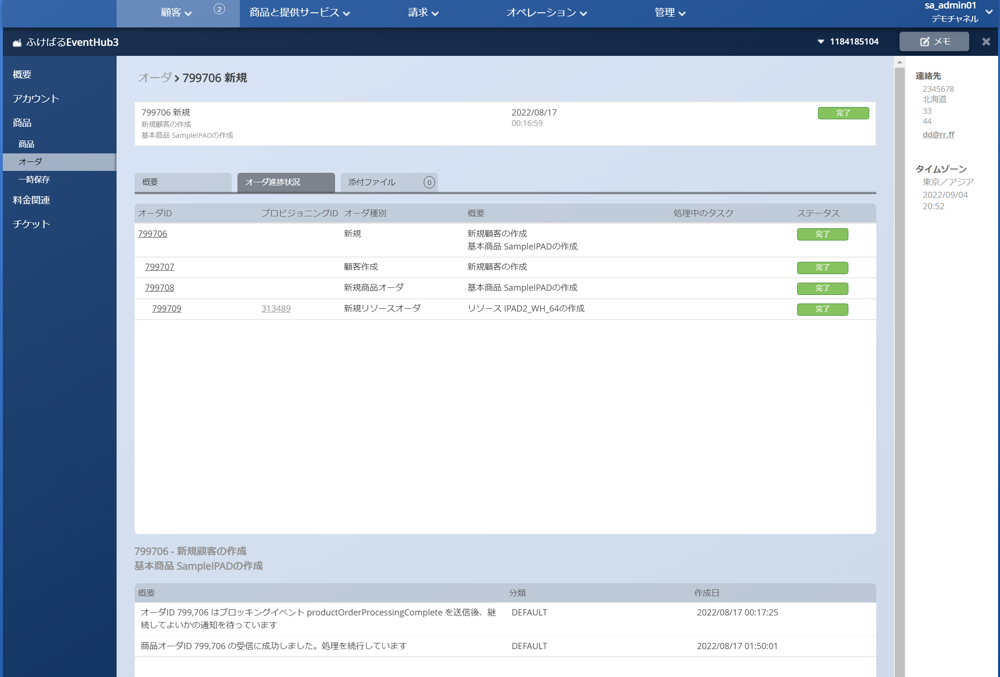 顧客 2 商品と提供サービス 請求 オペレーション 管理 sa_admin01
デモチャネル
ふけばるEventHub3 1184185104 メモ
概要
アカウント
商品
商品
オーダ
一時保存
料金関連
チケット
オーダ › 799706 新規
799706 新規 2022/08/17 完了
新規顧客の作成 00:16:59
基本商品 SampleIPADの作成
概要 オーダ進捗状況 添付ファイル 0
オーダID プロビジョニングID オーダ種別 概要 処理中のタスク ステータス
799706 新規 新規顧客の作成 完了
基本商品 SampleIPADの作成
799707 顧客作成 新規顧客の作成 完了
799708 新規商品オーダ 基本商品 SampleIPADの作成 完了
799709 313489 新規リソースオーダ リソース IPAD2_WH_64の作成 完了
799706 - 新規顧客の作成
基本商品 SampleIPADの作成
概要 分類 作成日
オーダID 799,706 はブロッキングイベント productOrderProcessingComplete を送信後、継 DEFAULT 2022/08/17 00:17:25
続してよいかの通知を待っています
商品オーダID 799,706 の受信に成功しました。処理を続行しています DEFAULT 2022/08/17 01:50:01
連絡先
2345678
北海道
33
44
dd@rr.ff
タイムゾーン
東京／アジア
2022/09/04
20:52